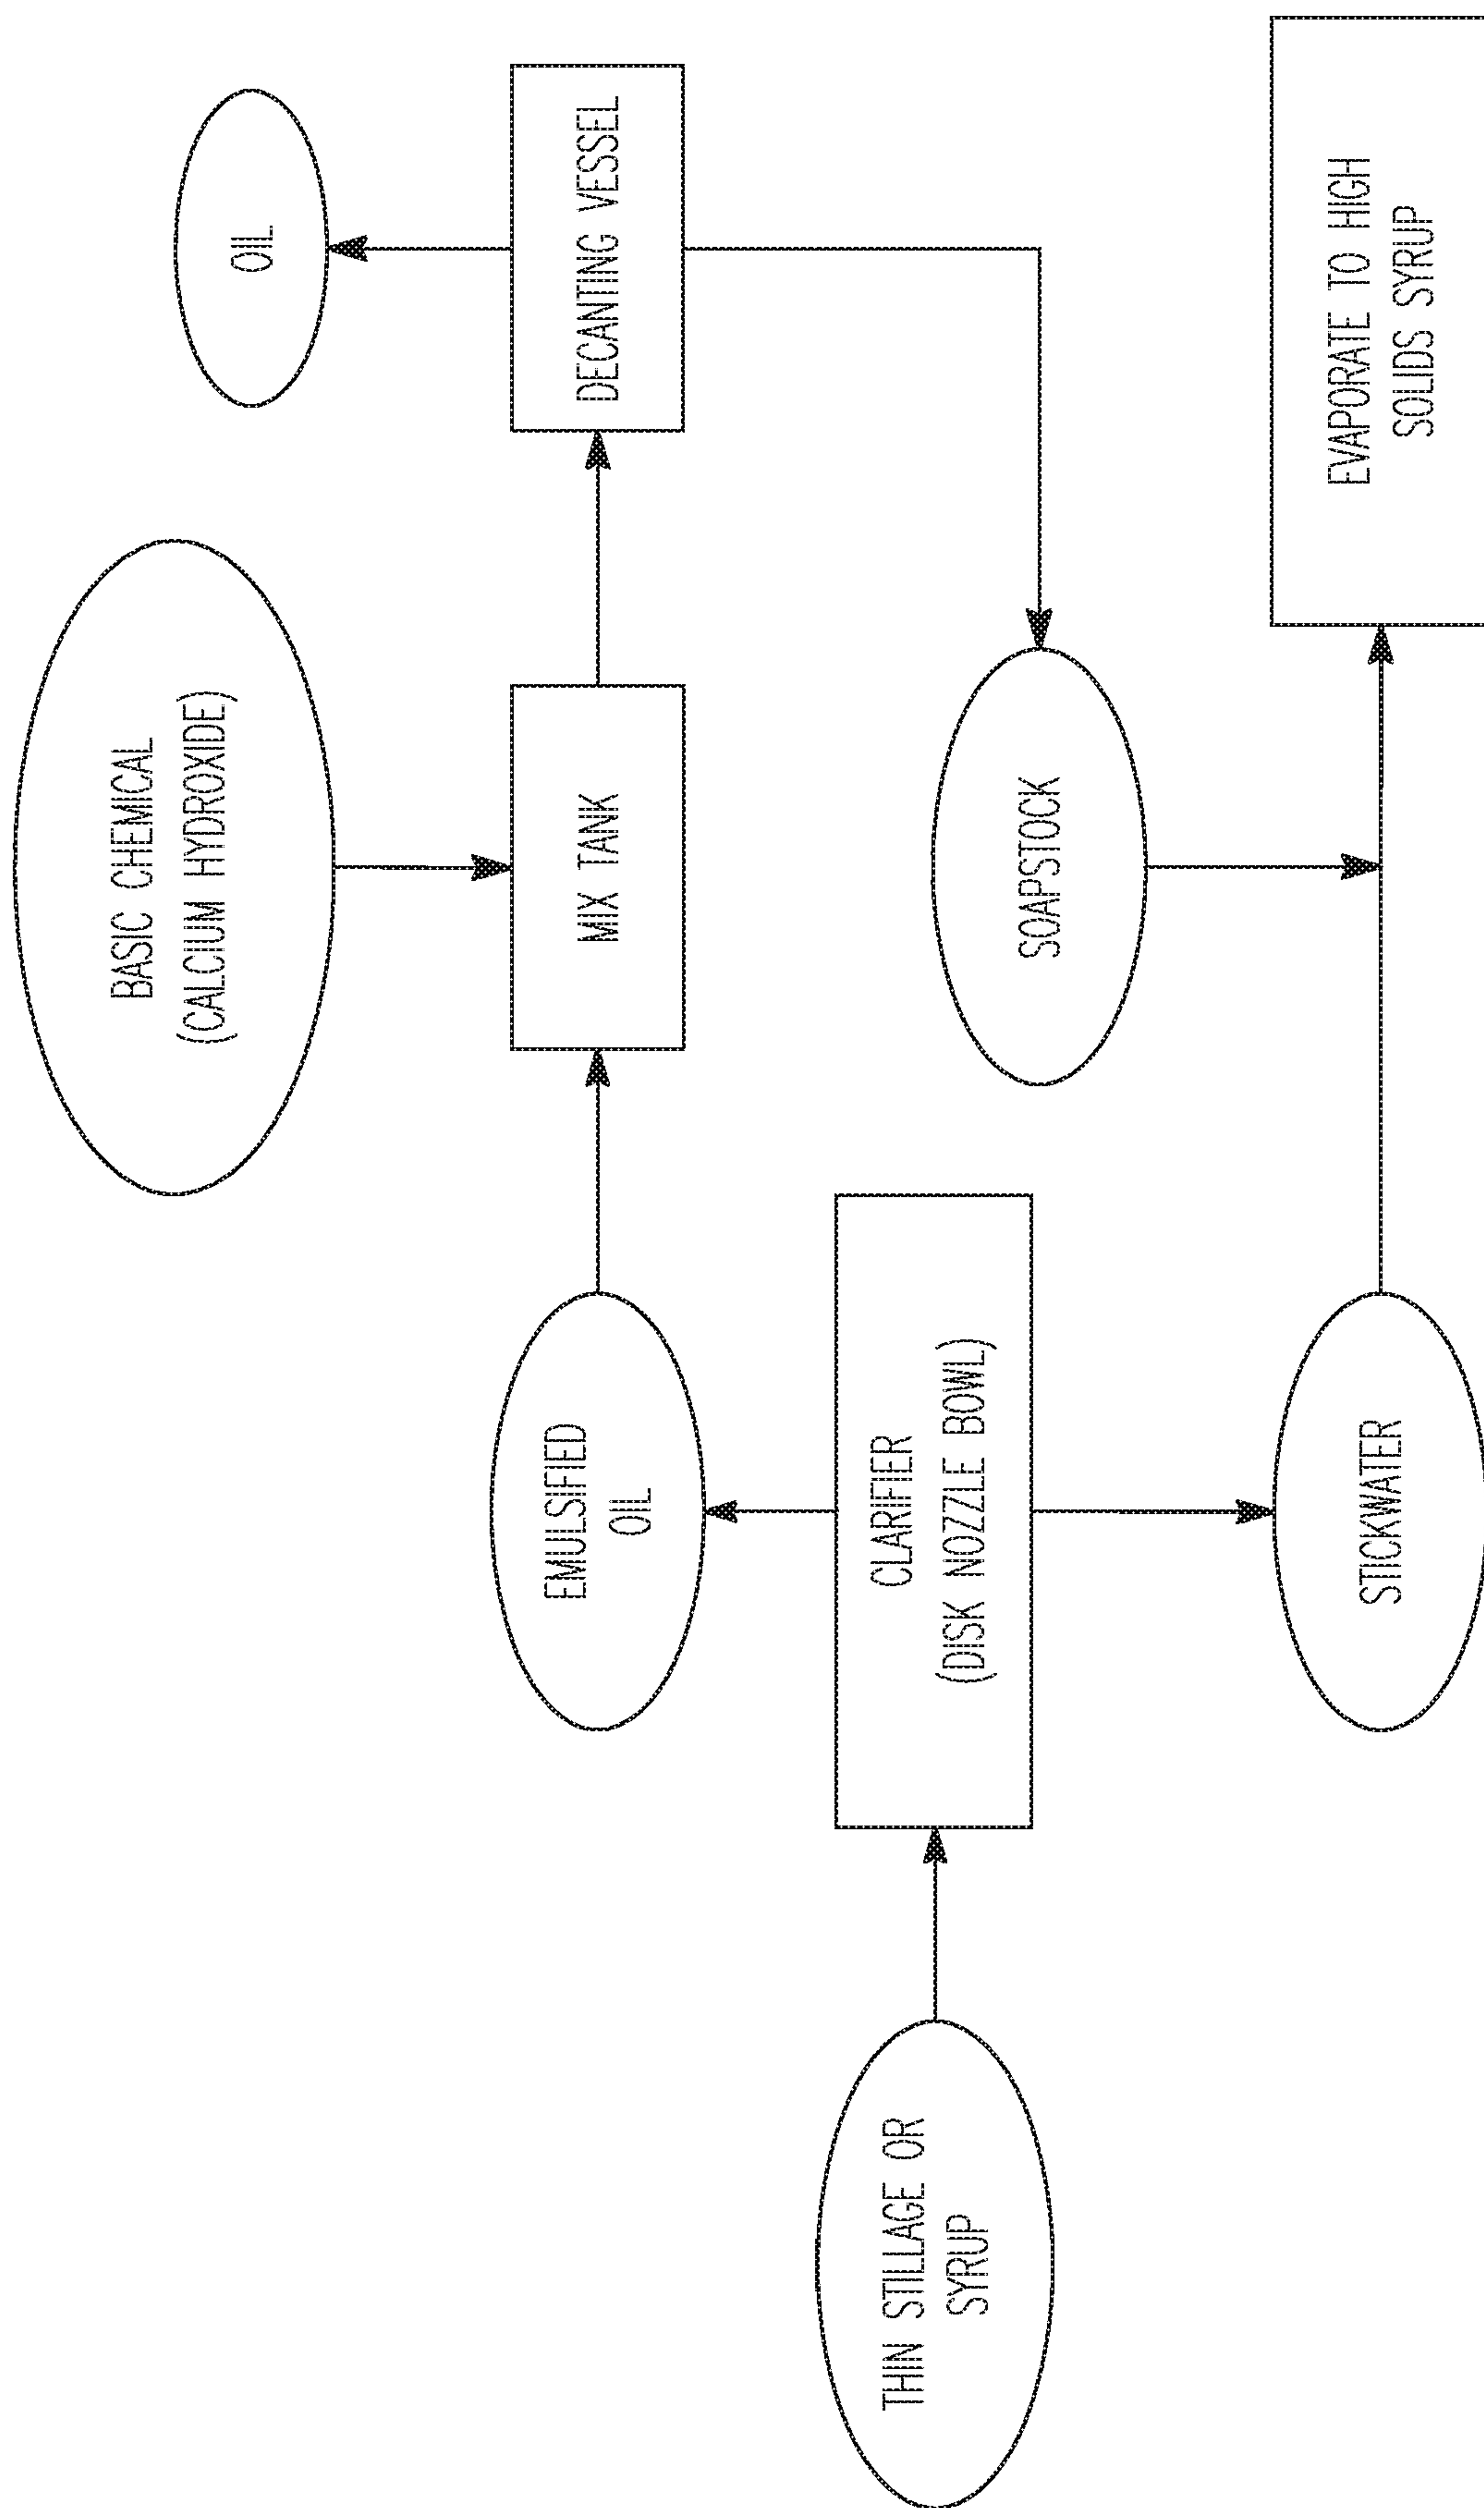 THIN STILLAGE OR
SYRUP
CLARIFIER
(DISK NOZZLE BOWL)
EMULSIFIED
OIL
STICKWATER
BASIC CHEMICAL
(CALCIUM HYDROXIDE)
MIX TANK
SOAPSTOCK
OIL
DECANTING VESSEL
EVAPORATE TO HIGH
SOLIDS SYRUP